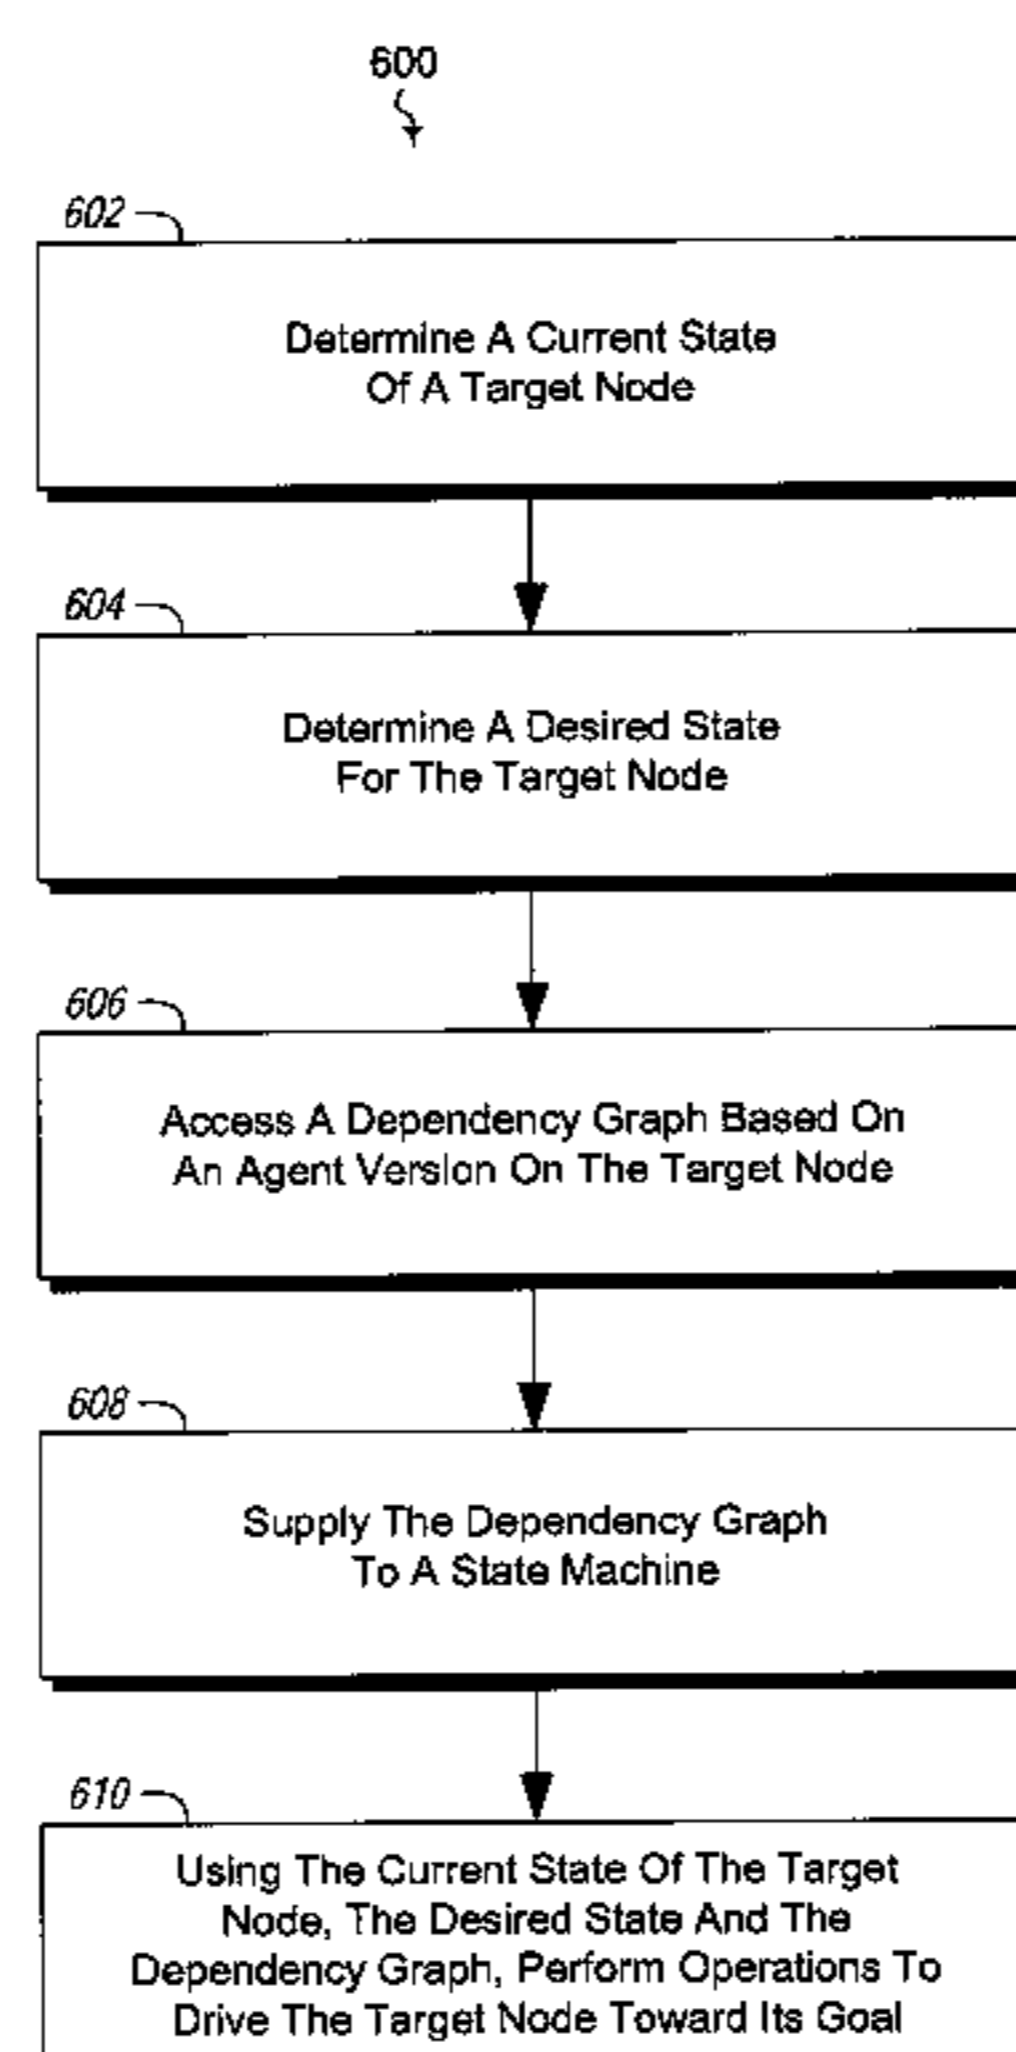 600
602
Determine A Current State
Of A Target Node
604
Determine A Desired State
For The Target Node
606
Access A Dependency Graph Based On
An Agent Version On The Target Node
608
Supply The Dependency Graph
To A State Machine
610
Using The Current State Of The Target
Node, The Desired State And The
Dependency Graph, Perform Operations To
Drive The Target Node Toward Its Goal